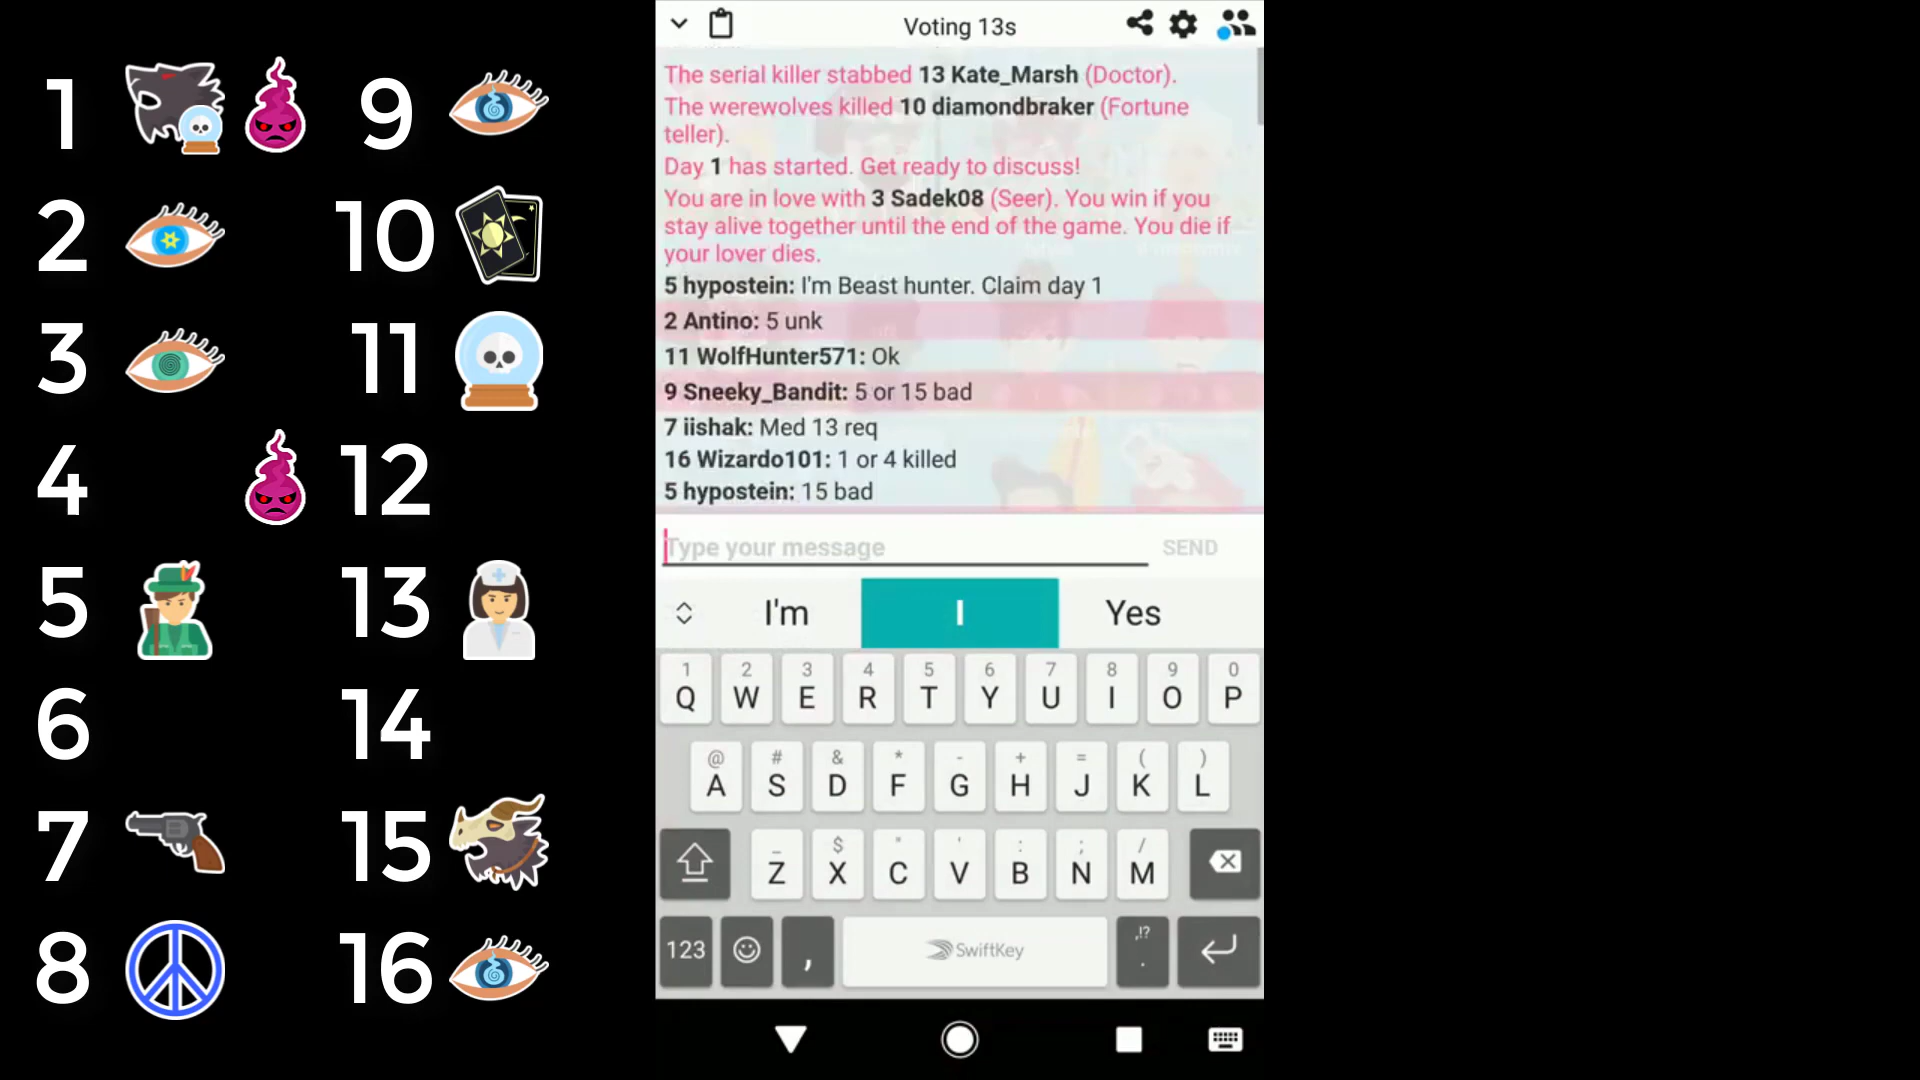 1 9
2 10
3 11
4 12
5 13
6 14
7 15
8 16
Voting 13s
The serial killer stabbed 13 Kate_Marsh (Doctor).
The werewolves killed 10 diamondbraker (Fortune
teller).
Day 1 has started. Get ready to discuss!
You are in love with 3 Sadek08 (Seer). You win if you
stay alive together until the end of the game. You die if
your lover dies.
5 hypostein: I'm Beast hunter. Claim day 1
2 Antino: 5 unk
11 WolfHunter571: Ok
9 Sneeky_Bandit: 5 or 15 bad
7 iishak: Med 13 req
16 Wizardo101: 1 or 4 killed
5 hypostein: 15 bad
Type your message SEND
I'm I Yes
1 2 3 4 5 6 7 8 9 0
Q W E R T Y U I O P
@ # & * - + = ( )
A S D F G H J K L
_ $ " ' : ; /
Z X C V B N M
123 , SwiftKey ,!? .